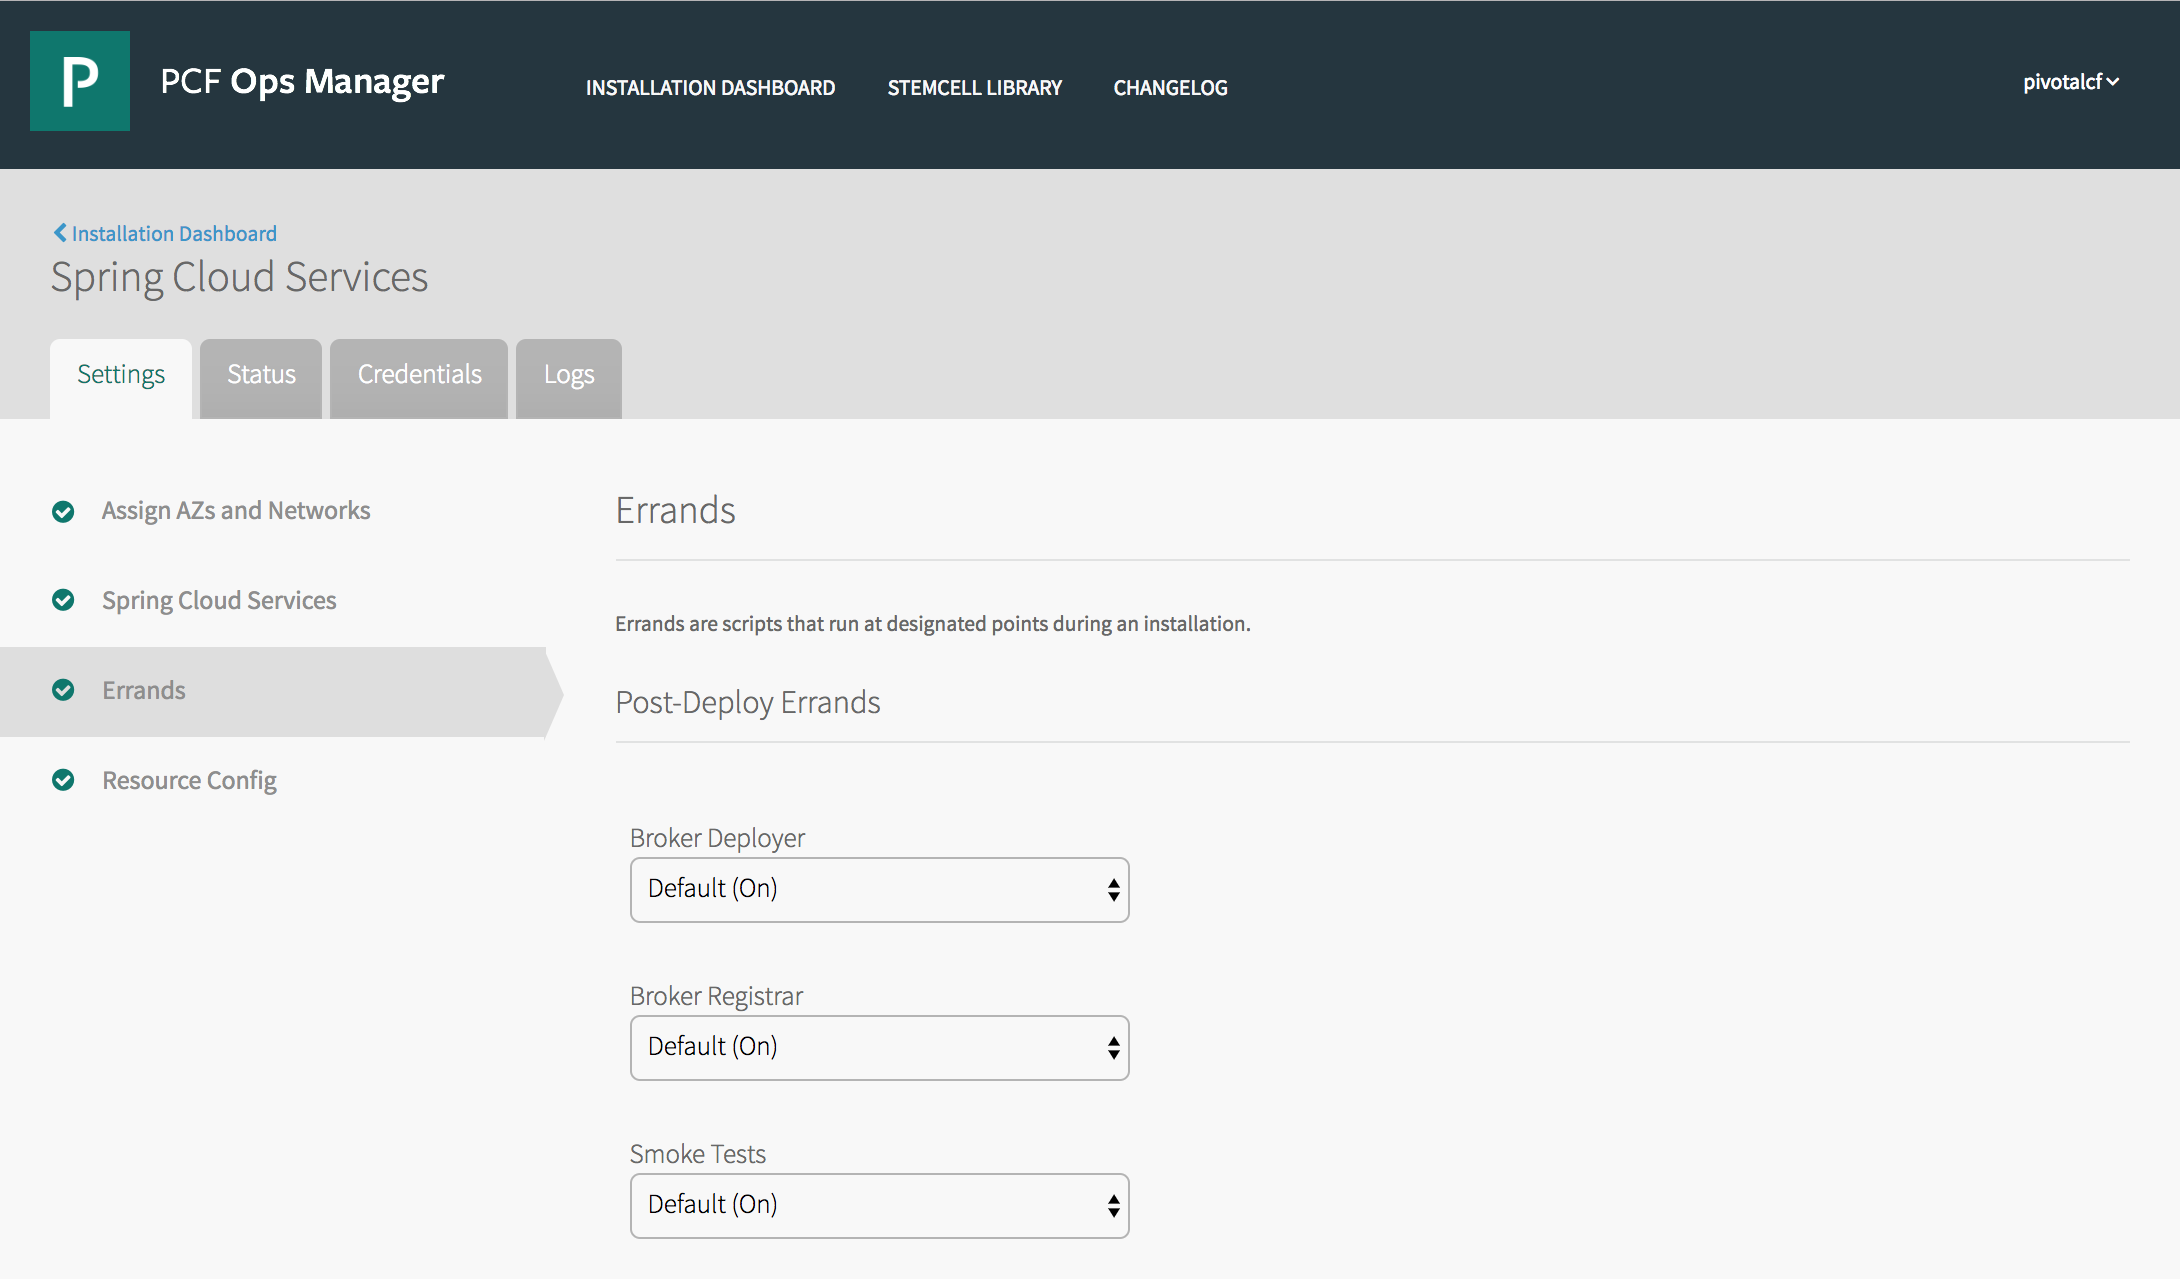 P
PCF Ops Manager
INSTALLATION DASHBOARD
STEMCELL LIBRARY
CHANGELOG
pivotalcf
Installation Dashboard
Spring Cloud Services
Settings
Status
Credentials
Logs
Assign AZs and Networks
Spring Cloud Services
Errands
Resource Config
Errands
Errands are scripts that run at designated points during an installation.
Post-Deploy Errands
Broker Deployer
Default (On)
Broker Registrar
Default (On)
Smoke Tests
Default (On)